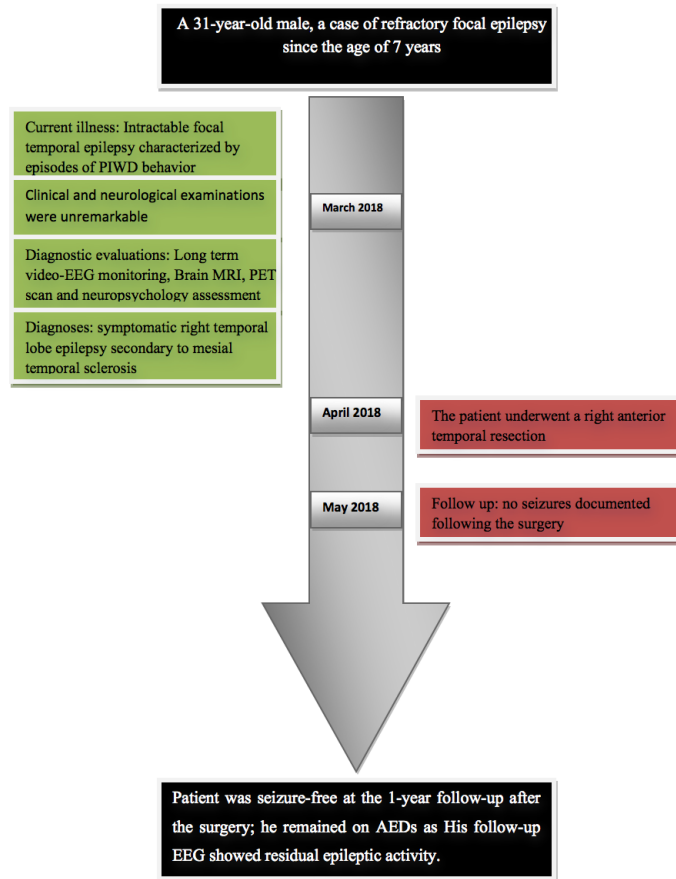 A 31-year-old male, a case of refractory focal epilepsy
since the age of 7 years
Current illness: Intractable focal
temporal epilepsy characterized by
episodes of PIWD behavior
Clinical and neurological examinations
were unremarkable
Diagnostic evaluations: Long term
video-EEG monitoring, Brain MRI, PET
scan and neuropsychology assessment
Diagnoses: symptomatic right temporal
lobe epilepsy secondary to mesial
temporal sclerosis
March 2018
April 2018
The patient underwent a right anterior
temporal resection
May 2018
Follow up: no seizures documented
following the surgery
Patient was seizure-free at the 1-year follow-up after
the surgery; he remained on AEDs as His follow-up
EEG showed residual epileptic activity.